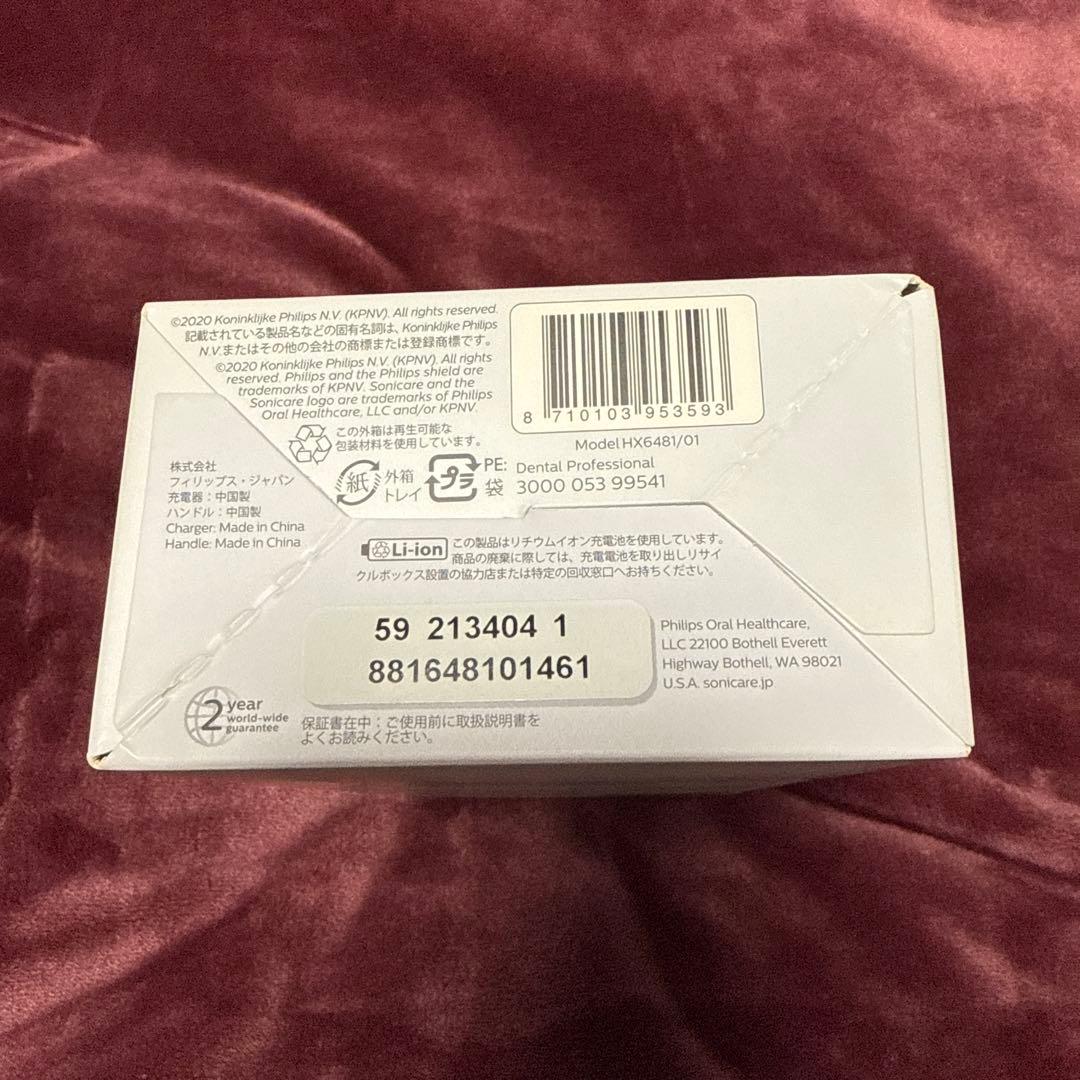 ©2020 Koninklijke Philips N.V. (KPNV). All rights reserved.
記載されている製品名などの固有名詞は、Koninklijke Philips
N.V.またはその他の会社の商標または登録商標です。
©2020 Koninklijke Philips N.V. (KPNV). All rights
reserved. Philips and the Philips shield are
trademarks of KPNV. Sonicare and the
Sonicare logo are trademarks of Philips
Oral Healthcare, LLC and/or KPNV.
この外箱は再生可能な
包装材料を使用しています。
紙
外箱
トレイ
プラ
PE:
袋
8 710103 953593
Model HX6481/01
Dental Professional
3000 053 99541
株式会社
フィリップス・ジャパン
充電器：中国製
ハンドル：中国製
Charger: Made in China
Handle: Made in China
Li-ion
この製品はリチウムイオン充電池を使用しています。
商品の廃棄に際しては、充電電池を取り出しリサイ
クルボックス設置の協力店または特定の回収窓口へお持ちください。
59 213404 1
881648101461
Philips Oral Healthcare,
LLC 22100 Bothell Everett
Highway Bothell, WA 98021
U.S.A. sonicare.jp
2 year
world-wide
guarantee
保証書在中：ご使用前に取扱説明書を
よくお読みください。